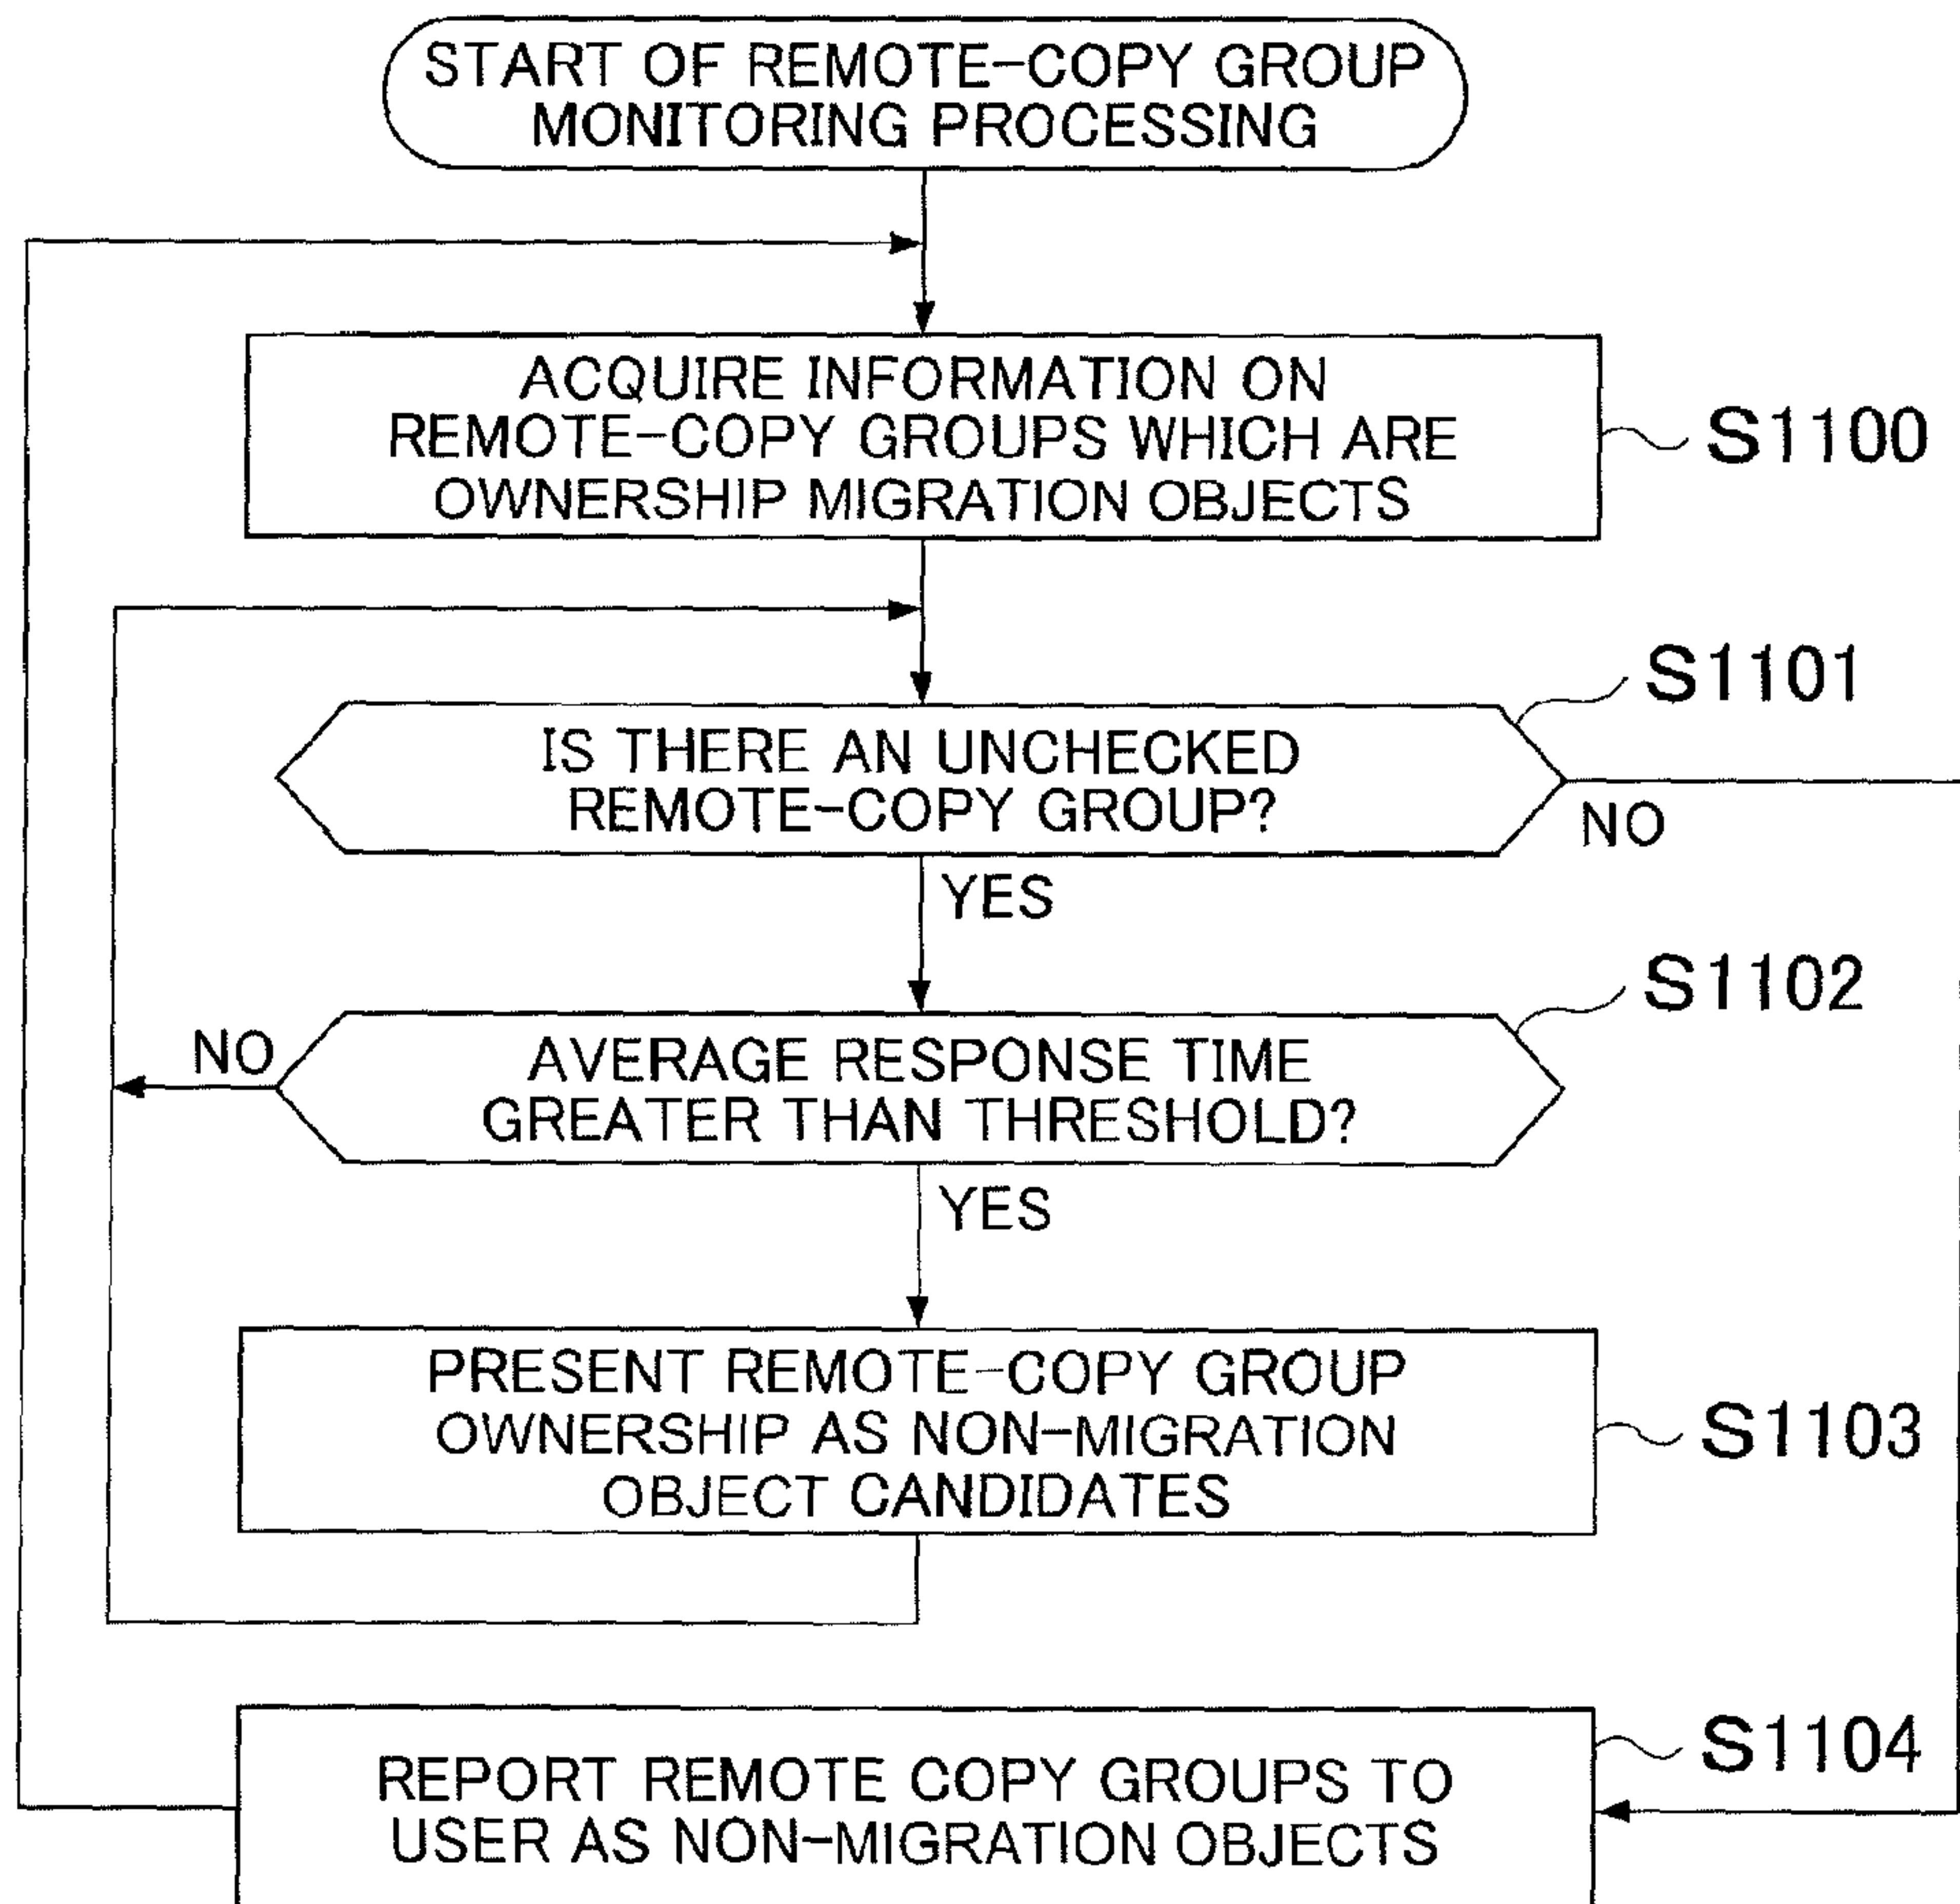 START OF REMOTE-COPY GROUP
MONITORING PROCESSING
ACQUIRE INFORMATION ON
REMOTE-COPY GROUPS WHICH ARE
OWNERSHIP MIGRATION OBJECTS
S1100
S1101
IS THERE AN UNCHECKED
REMOTE-COPY GROUP?
NO
YES
S1102
NO
AVERAGE RESPONSE TIME
GREATER THAN THRESHOLD?
YES
PRESENT REMOTE-COPY GROUP
OWNERSHIP AS NON-MIGRATION
OBJECT CANDIDATES
S1103
S1104
REPORT REMOTE COPY GROUPS TO
USER AS NON-MIGRATION OBJECTS